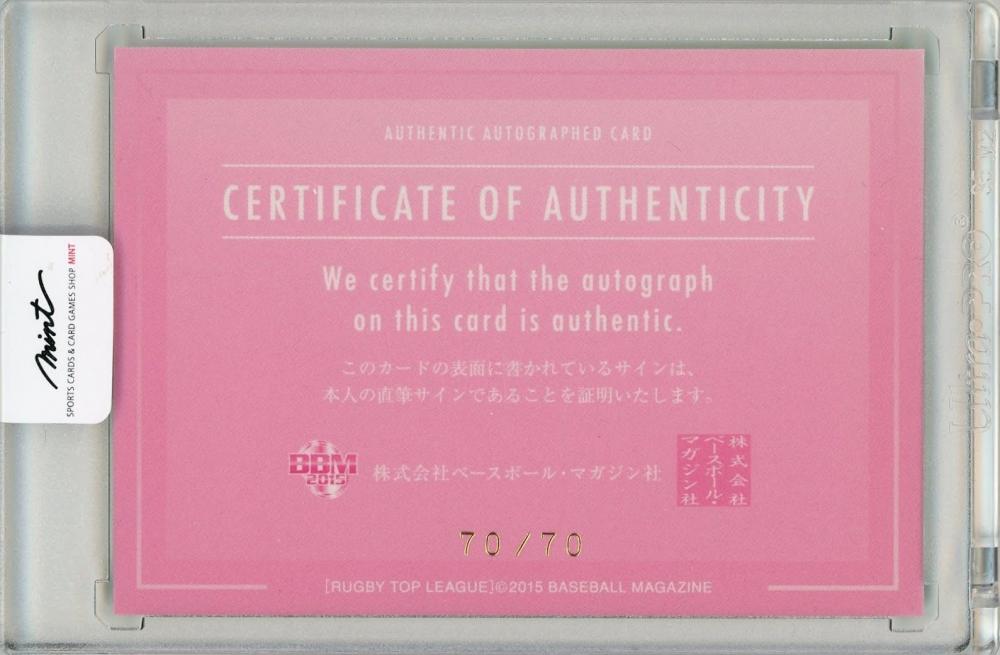 AUTHENTIC AUTOGRAPHED CARD
CERTIFICATE OF AUTHENTICITY
We certify that the autograph
on this card is authentic.
このカードの表面に書かれているサインは、
本人の直筆サインであることを証明いたします。
BBM
2015
株式会社ベースボール・マガジン社
株式会社
ベースボール・
マガジン社
70/70
[RUGBY TOP LEAGUE]©2015 BASEBALL MAGAZINE
mint
SPORTS CARDS & CARD GAMES SHOP MINT
Ultra PRO®